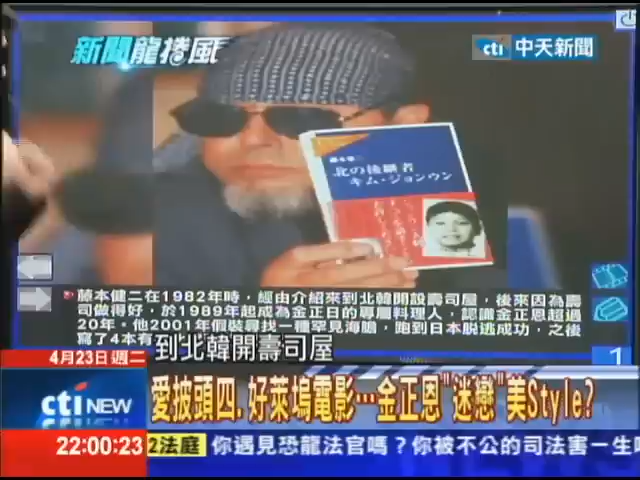 新聞龍捲風
cti 中天新聞
藤本健二
北の後継者
キム・ジョンウン
藤本健二在1982年時，經由介紹來到北韓開設壽司屋，後來因為壽
司做得好，於1989年起成為金正日的專屬料理人，認識金正恩超過
20年。他2001年假裝尋找一種罕見海膽，跑到日本脫逃成功，之後
寫了4本有
到北韓開壽司屋
1
4月23日週二
cti NEW
愛披頭四.好萊塢電影…金正恩"迷戀"美Style?
22:00:23
2法庭 你遇見恐龍法官嗎？你被不公的司法害一生